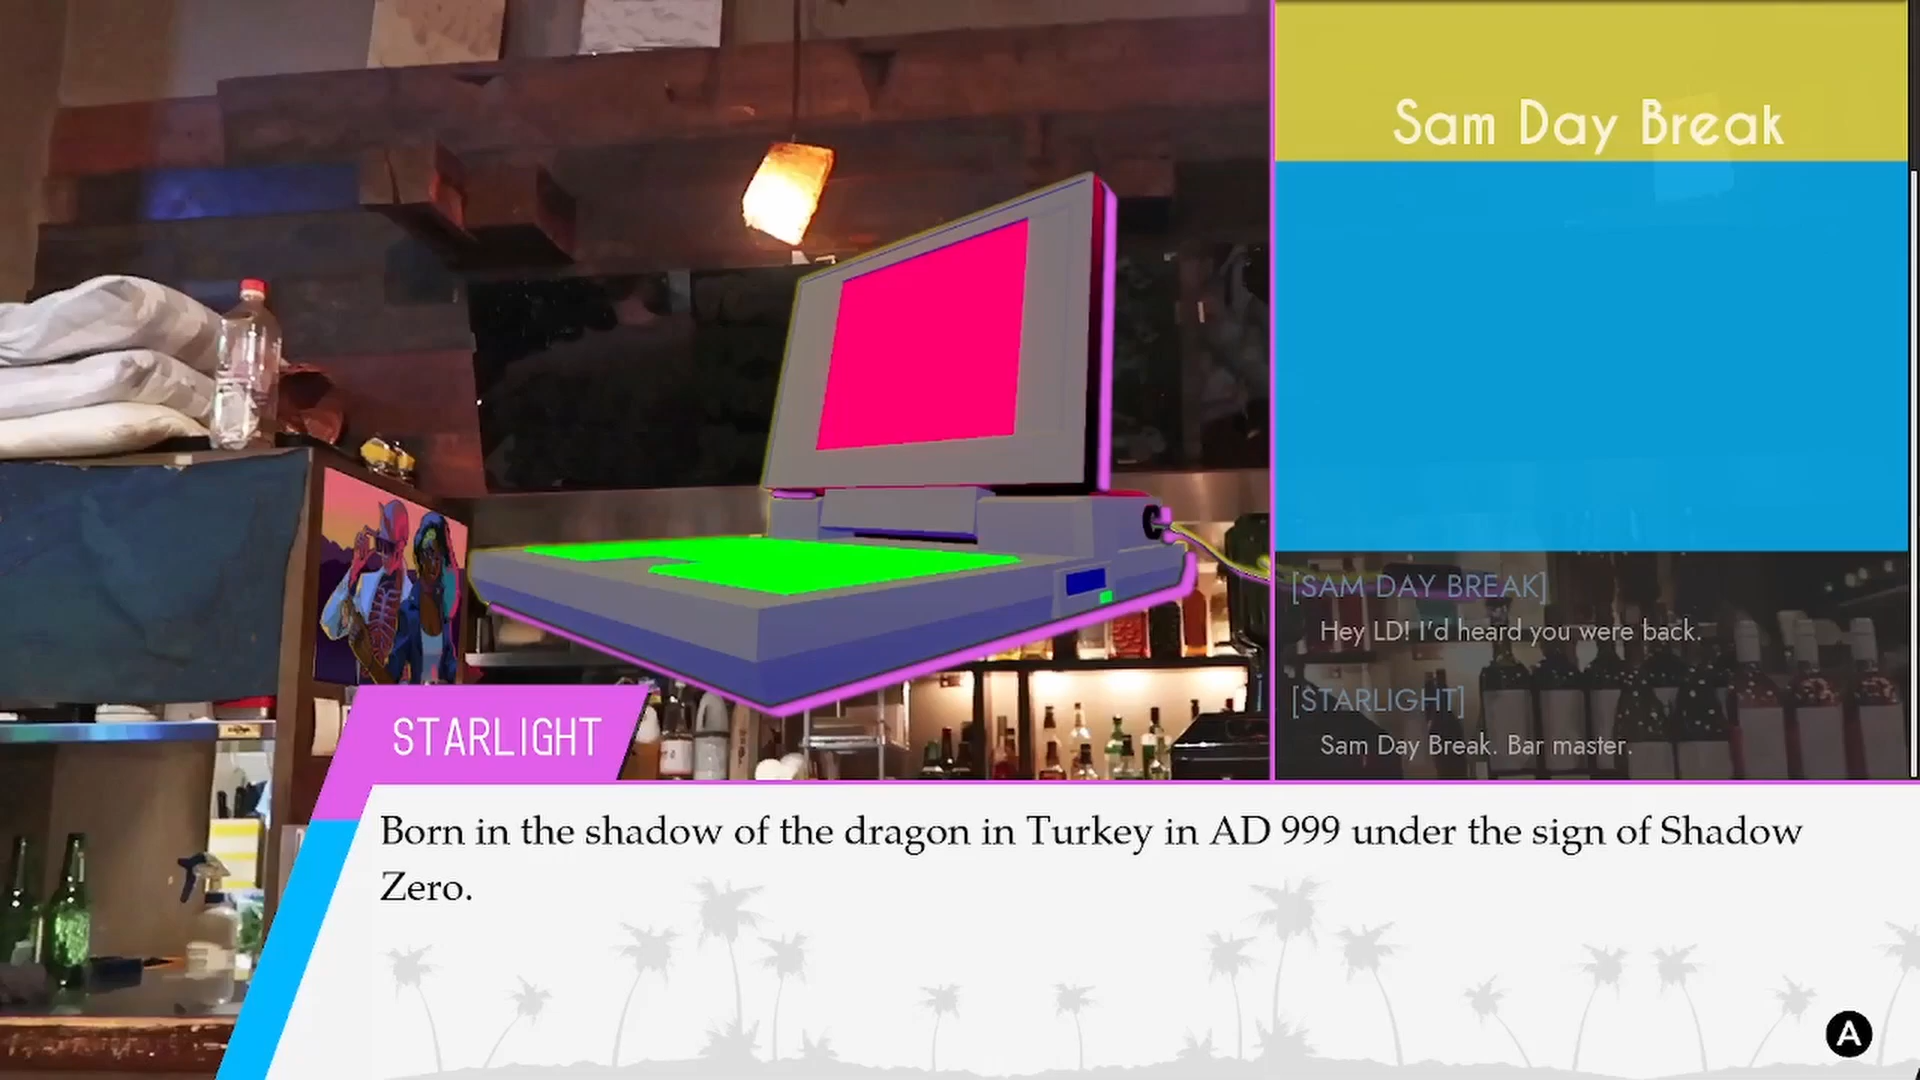 Sam Day Break
[SAM DAY BREAK]
Hey LD! I'd heard you were back.
[STARLIGHT]
Sam Day Break. Bar master.
STARLIGHT
Born in the shadow of the dragon in Turkey in AD 999 under the sign of Shadow
Zero.
A